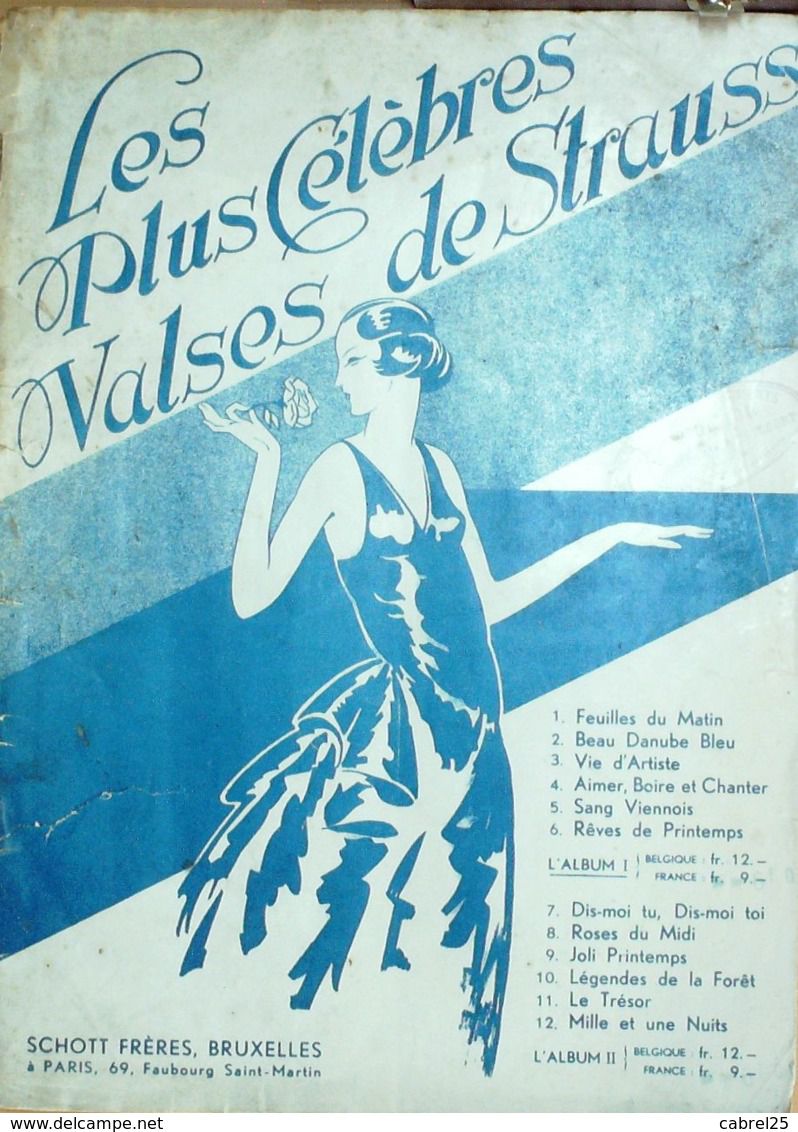 Les
Plus Célèbres
Valses de Strauss
1. Feuilles du Matin
2. Beau Danube Bleu
3. Vie d'Artiste
4. Aimer, Boire et Chanter
5. Sang Viennois
6. Rêves de Printemps
L'ALBUM I BELGIQUE : fr. 12.-
FRANCE : fr. 9.-
7. Dis-moi tu, Dis-moi toi
8. Roses du Midi
9. Joli Printemps
10. Légendes de la Forêt
11. Le Trésor
12. Mille et une Nuits
L'ALBUM II BELGIQUE : fr. 12.-
FRANCE : fr. 9.-
SCHOTT FRÈRES, BRUXELLES
à PARIS, 69, Faubourg Saint-Martin
cabrel25